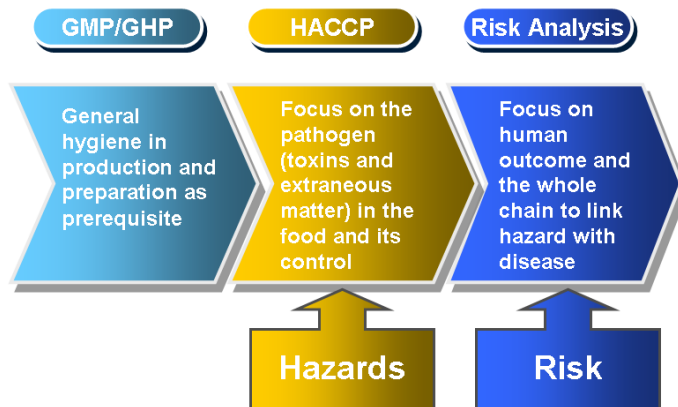 GMP/GHP
HACCP
Risk Analysis
General
hygiene in
production and
preparation as
prerequisite
Focus on the
pathogen
(toxins and
extraneous
matter) in the
food and its
control
Focus on
human
outcome and
the whole
chain to link
hazard with
disease
Hazards
Risk